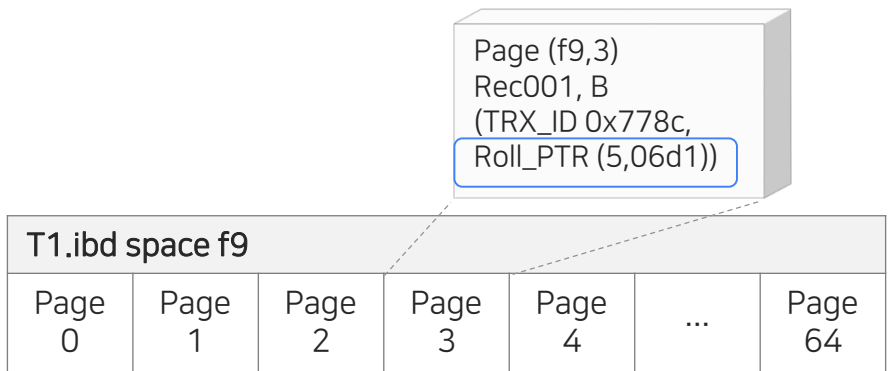 Page (f9,3)
Rec001, B
(TRX_ID 0x778c,
Roll_PTR (5,06d1))
T1.ibd space f9
Page 0
Page 1
Page 2
Page 3
Page 4
...
Page 64